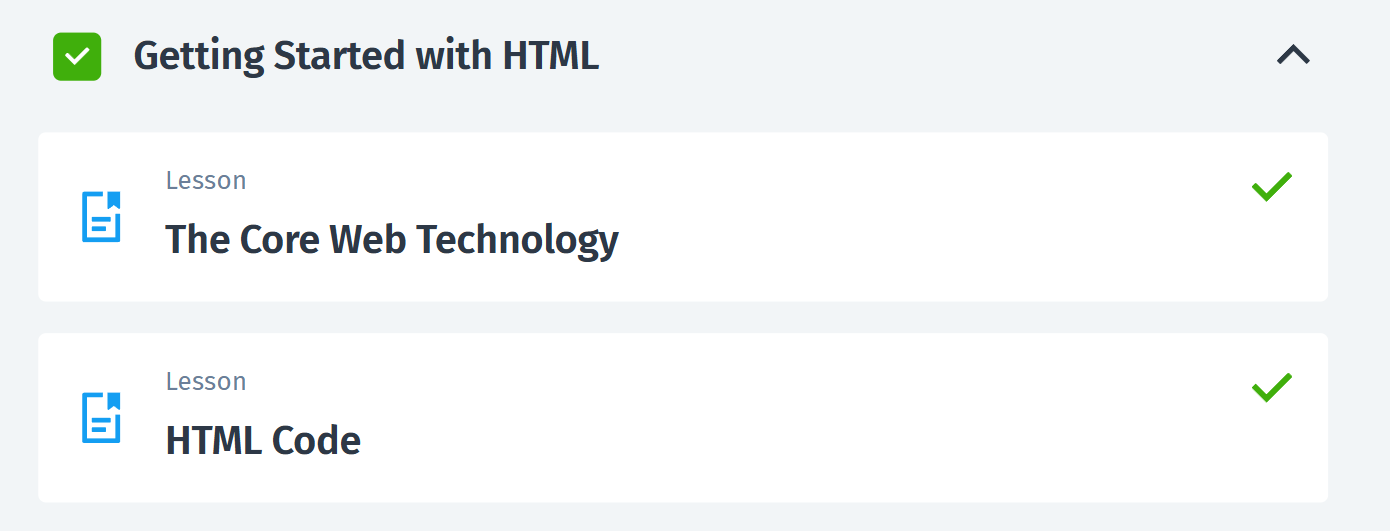 Getting Started with HTML
Lesson
The Core Web Technology
Lesson
HTML Code